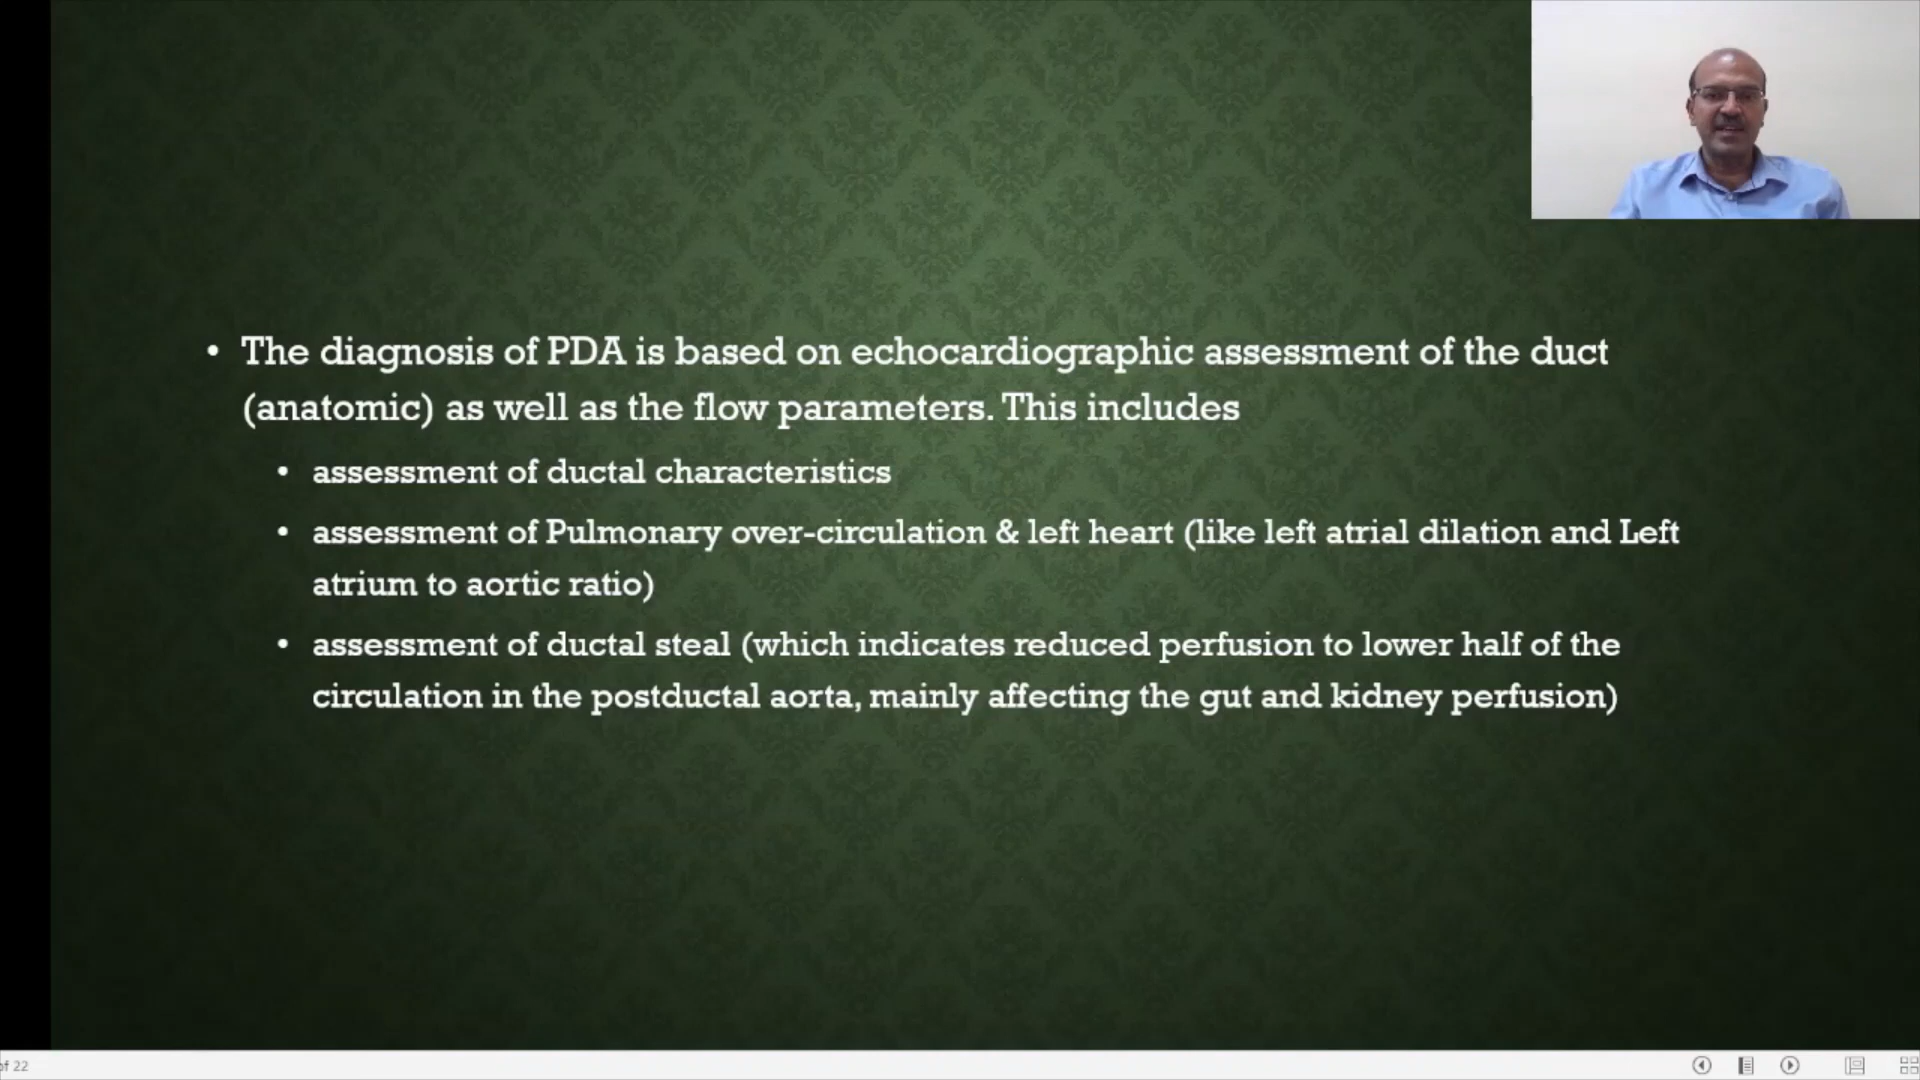 • The diagnosis of PDA is based on echocardiographic assessment of the duct
(anatomic) as well as the flow parameters. This includes
• assessment of ductal characteristics
• assessment of Pulmonary over-circulation & left heart (like left atrial dilation and Left
atrium to aortic ratio)
• assessment of ductal steal (which indicates reduced perfusion to lower half of the
circulation in the postductal aorta, mainly affecting the gut and kidney perfusion)
of 22